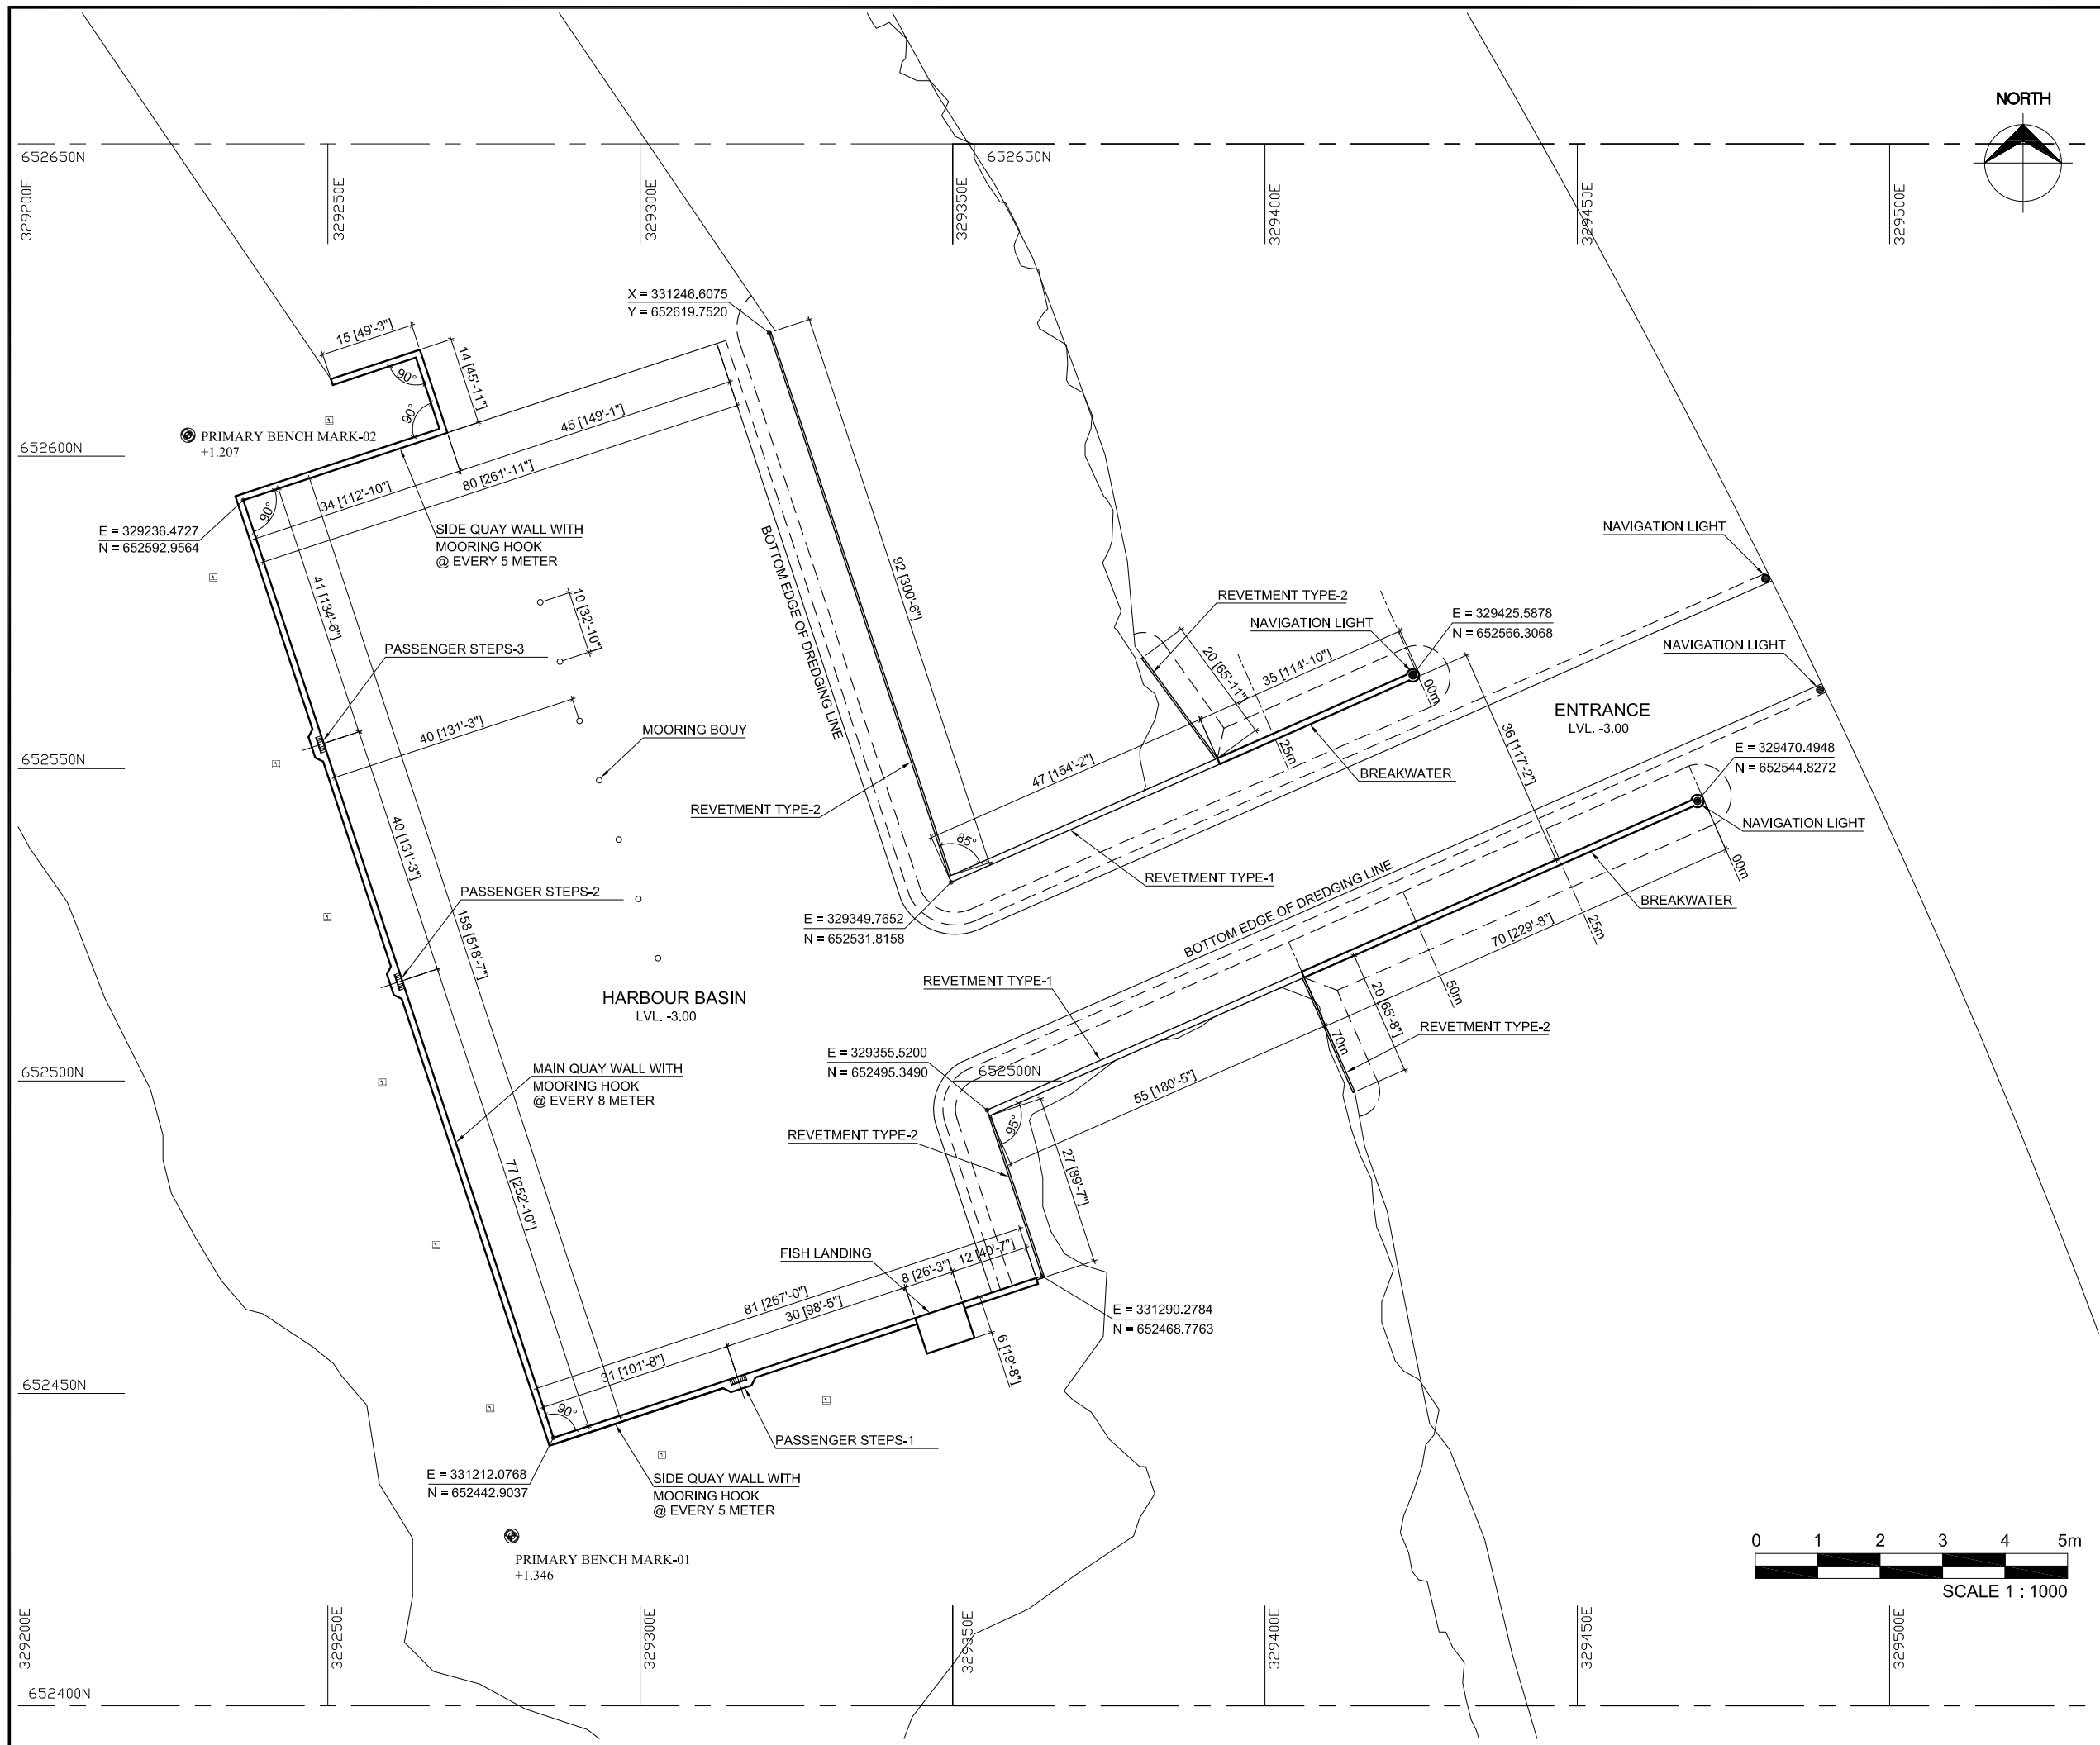 NORTH
652650N
652650N
329200E
329250E
329300E
329350E
329400E
329450E
329500E
X = 331246.6075
Y = 652619.7520
15 [49'-3"]
14 [45'-11"]
90°
90°
PRIMARY BENCH MARK-02
+1.207
652600N
45 [149'-1"]
80 [261'-11"]
34 [112'-10"]
90°
E = 329236.4727
N = 652592.9564
SIDE QUAY WALL WITH
MOORING HOOK
@ EVERY 5 METER
BOTTOM EDGE OF DREDGING LINE
92 [300'-6"]
41 [134'-6"]
10 [32'-10"]
PASSENGER STEPS-3
NAVIGATION LIGHT
REVETMENT TYPE-2
NAVIGATION LIGHT
E = 329425.5878
N = 652566.3068
NAVIGATION LIGHT
20 [65'-11"]
35 [114'-10"]
00m
ENTRANCE
LVL. -3.00
40 [131'-3"]
MOORING BOUY
25m
36 [117'-2"]
E = 329470.4948
N = 652544.8272
652550N
47 [154'-2"]
BREAKWATER
REVETMENT TYPE-2
40 [131'-3"]
85°
NAVIGATION LIGHT
00m
REVETMENT TYPE-1
PASSENGER STEPS-2
BOTTOM EDGE OF DREDGING LINE
BREAKWATER
158 [518'-7"]
E = 329349.7652
N = 652531.8158
70 [229'-8"]
25m
REVETMENT TYPE-1
HARBOUR BASIN
LVL. -3.00
50m
20 [65'-8"]
REVETMENT TYPE-2
70m
E = 329355.5200
N = 652495.3490
652500N
652500N
MAIN QUAY WALL WITH
MOORING HOOK
@ EVERY 8 METER
55 [180'-5"]
95°
REVETMENT TYPE-2
27 [89'-7"]
77 [252'-10"]
FISH LANDING
12 [40'-7"]
8 [26'-3"]
81 [267'-0"]
30 [98'-5"]
E = 331290.2784
N = 652468.7763
6 [19'-8"]
31 [101'-8"]
652450N
90°
PASSENGER STEPS-1
E = 331212.0768
N = 652442.9037
SIDE QUAY WALL WITH
MOORING HOOK
@ EVERY 5 METER
PRIMARY BENCH MARK-01
+1.346
0 1 2 3 4 5m
SCALE 1 : 1000
329200E
329250E
329300E
329350E
329400E
329450E
329500E
652400N